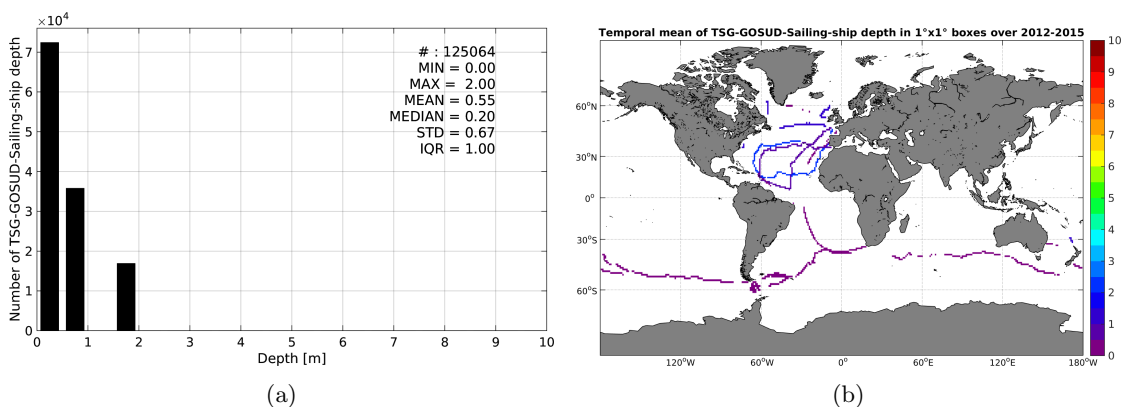 ×10⁴
Number of TSG-GOSUD-Sailing-ship depth
7
6
5
4
3
2
1
0
# : 125064
MIN = 0.00
MAX = 2.00
MEAN = 0.55
MEDIAN = 0.20
STD = 0.67
IQR = 1.00
0 1 2 3 4 5 6 7 8 9 10
Depth [m]
(a)
Temporal mean of TSG-GOSUD-Sailing-ship depth in 1°x1° boxes over 2012-2015
60°N
30°N
0°
30°S
60°S
120°W 60°W 0° 60°E 120°E 180°W
10
9
8
7
6
5
4
3
2
1
0
(b)